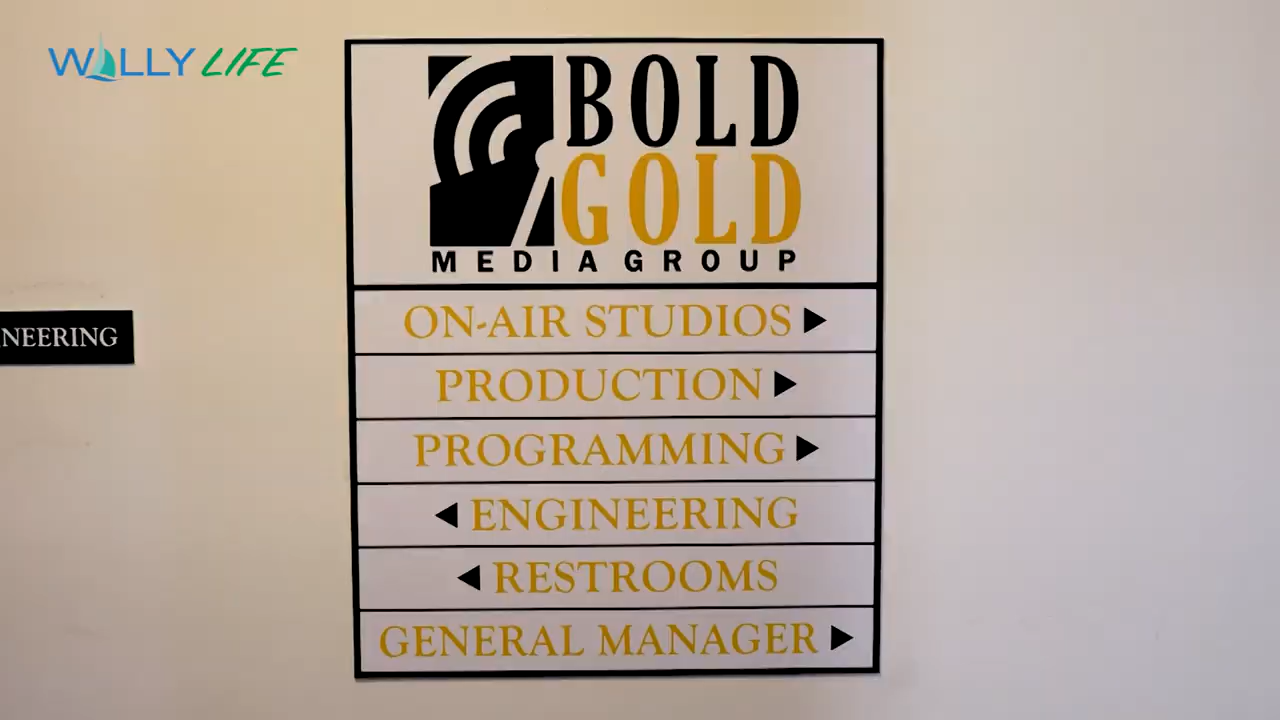 WALLY LIFE
BOLD
GOLD
MEDIA GROUP
NEERING
ON-AIR STUDIOS
PRODUCTION
PROGRAMMING
ENGINEERING
RESTROOMS
GENERAL MANAGER